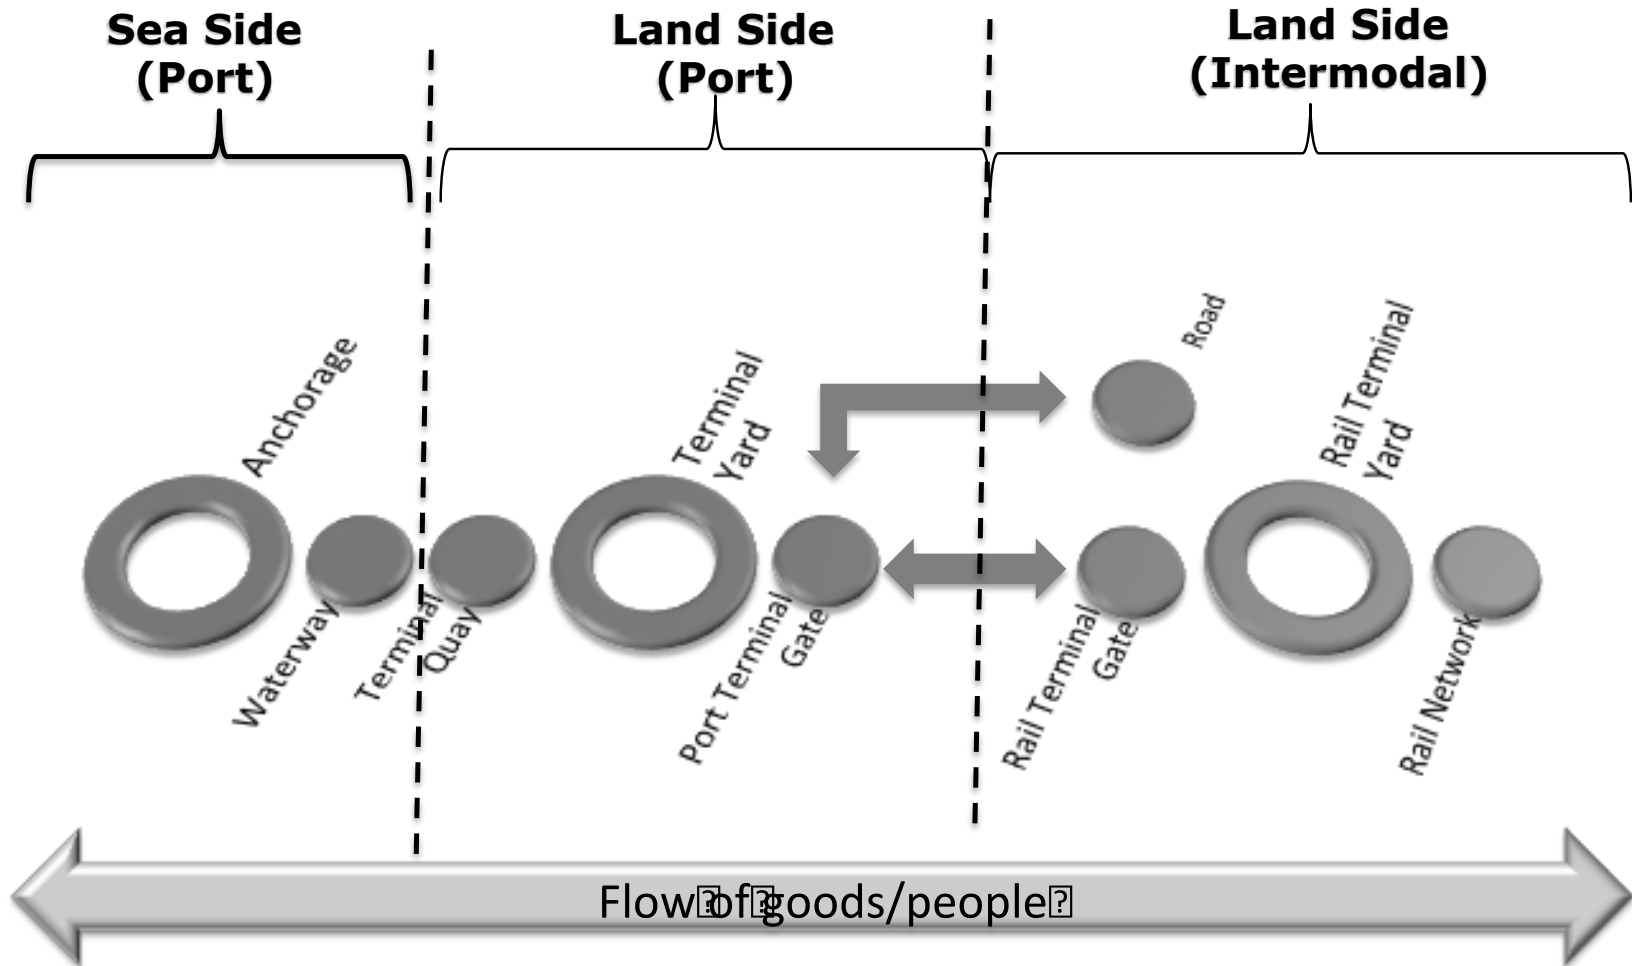 Sea Side
(Port)
Land Side
(Port)
Land Side
(Intermodal)
Anchorage
Waterway
Terminal
Quay
Terminal
Yard
Port Terminal
Gate
Road
Rail Terminal
Gate
Rail Terminal
Yard
Rail Network
Flow of goods/people